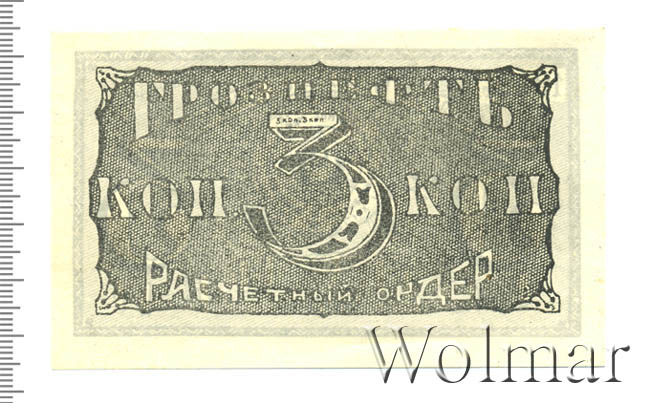 ГРОЗНЕФТЬ
3 коп. 3 коп
КОП. 3 КОП
РАСЧЕТНЫЙ ОРДЕР
Wolmar